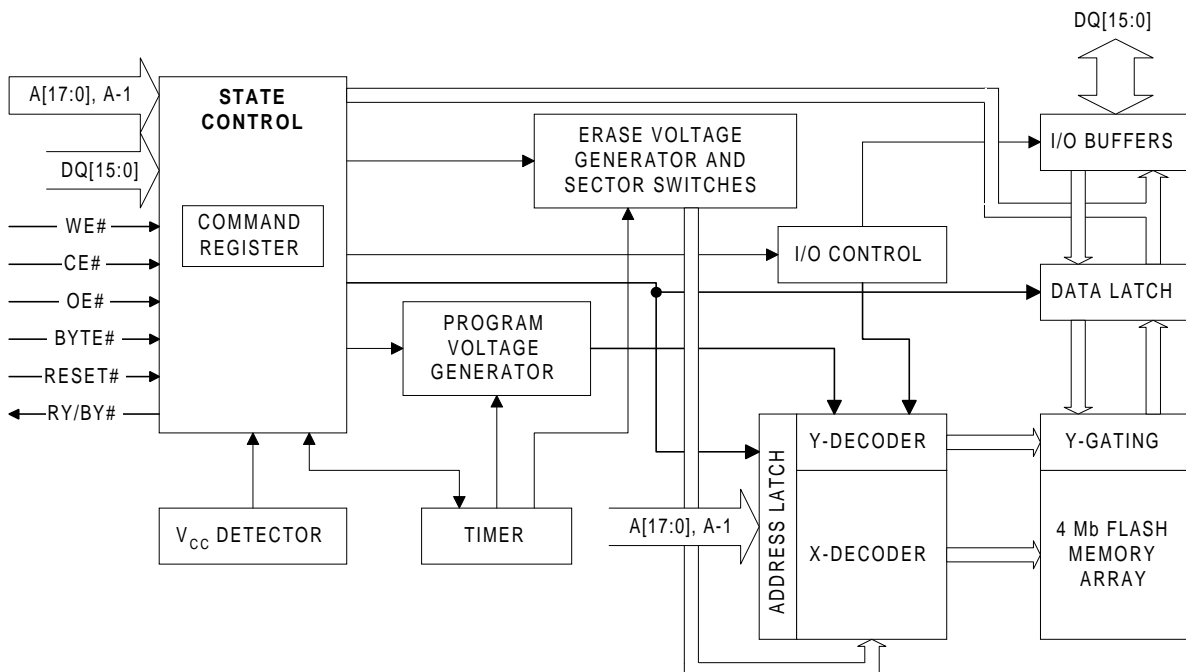 DQ[15:0]
A[17:0], A-1
STATE
CONTROL
DQ[15:0]
WE#
CE#
OE#
BYTE#
RESET#
RY/BY#
COMMAND
REGISTER
ERASE VOLTAGE
GENERATOR AND
SECTOR SWITCHES
I/O BUFFERS
I/O CONTROL
DATA LATCH
PROGRAM
VOLTAGE
GENERATOR
VCC DETECTOR
TIMER
A[17:0], A-1
ADDRESS LATCH
Y-DECODER
X-DECODER
Y-GATING
4 Mb FLASH
MEMORY
ARRAY